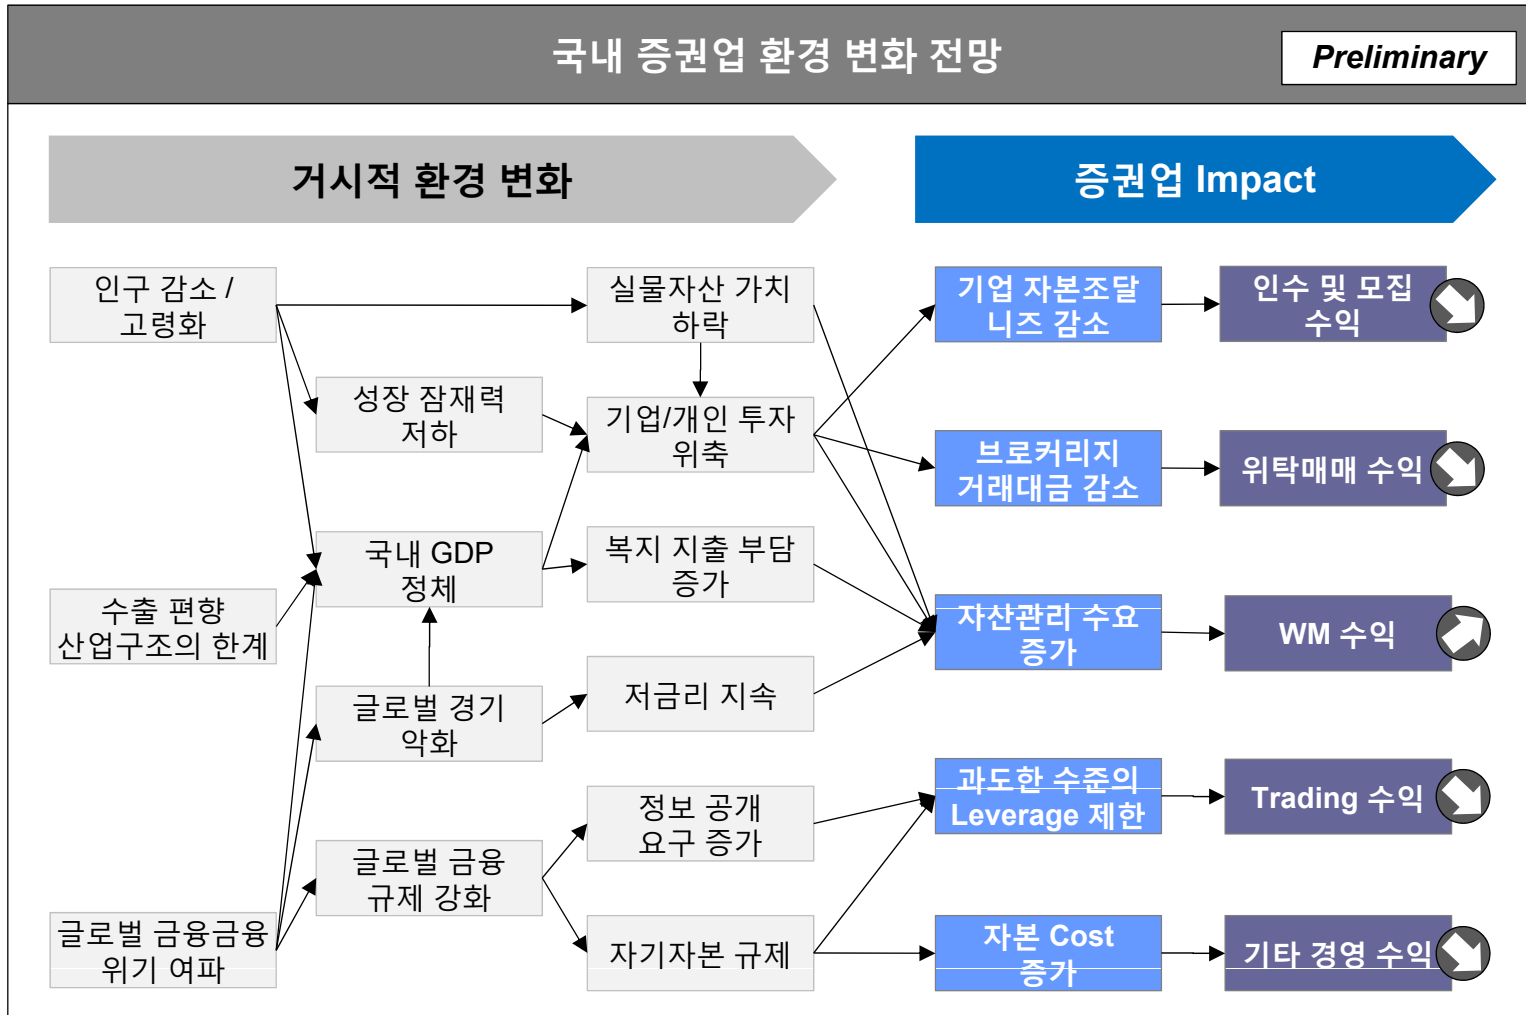 국내 증권업 환경 변화 전망
Preliminary
거시적 환경 변화
증권업 Impact
인구 감소 /
고령화
수출 편향
산업구조의 한계
글로벌 금융금융
위기 여파
성장 잠재력
저하
국내 GDP
정체
글로벌 경기
악화
글로벌 금융
규제 강화
실물자산 가치
하락
기업/개인 투자
위축
복지 지출 부담
증가
저금리 지속
정보 공개
요구 증가
자기자본 규제
기업 자본조달
니즈 감소
브로커리지
거래대금 감소
자산관리 수요
증가
과도한 수준의
Leverage 제한
자본 Cost
증가
인수 및 모집
수익
위탁매매 수익
WM 수익
Trading 수익
기타 경영 수익